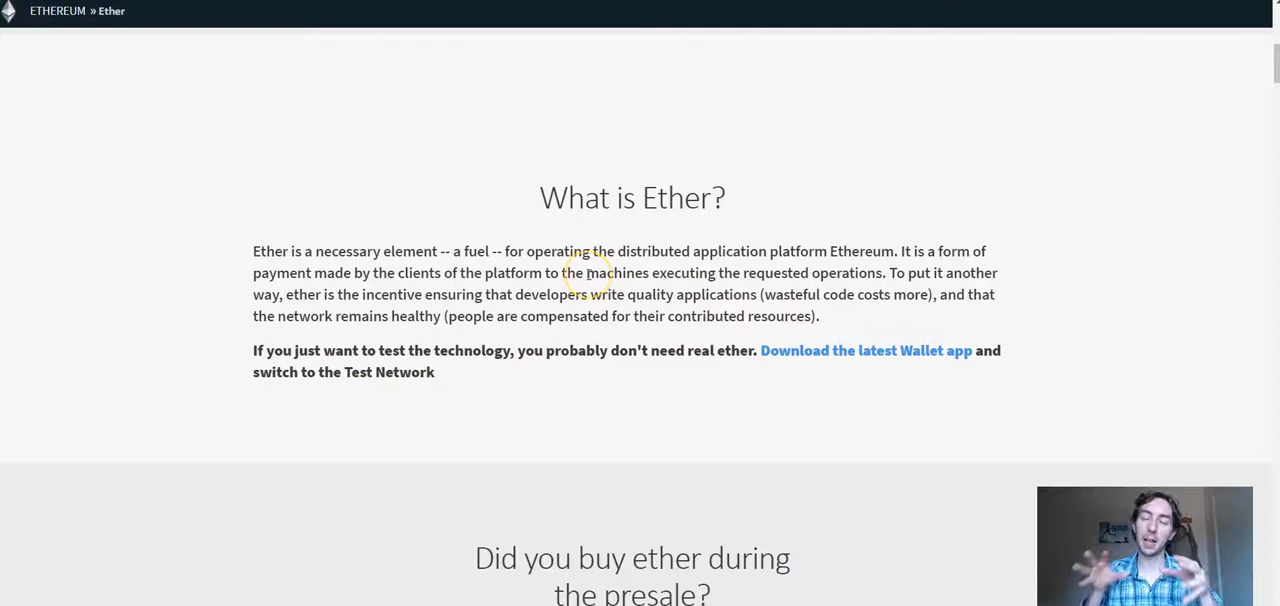 ETHEREUM » Ether
What is Ether?
Ether is a necessary element -- a fuel -- for operating the distributed application platform Ethereum. It is a form of
payment made by the clients of the platform to the machines executing the requested operations. To put it another
way, ether is the incentive ensuring that developers write quality applications (wasteful code costs more), and that
the network remains healthy (people are compensated for their contributed resources).
If you just want to test the technology, you probably don't need real ether. Download the latest Wallet app and
switch to the Test Network
Did you buy ether during
the presale?